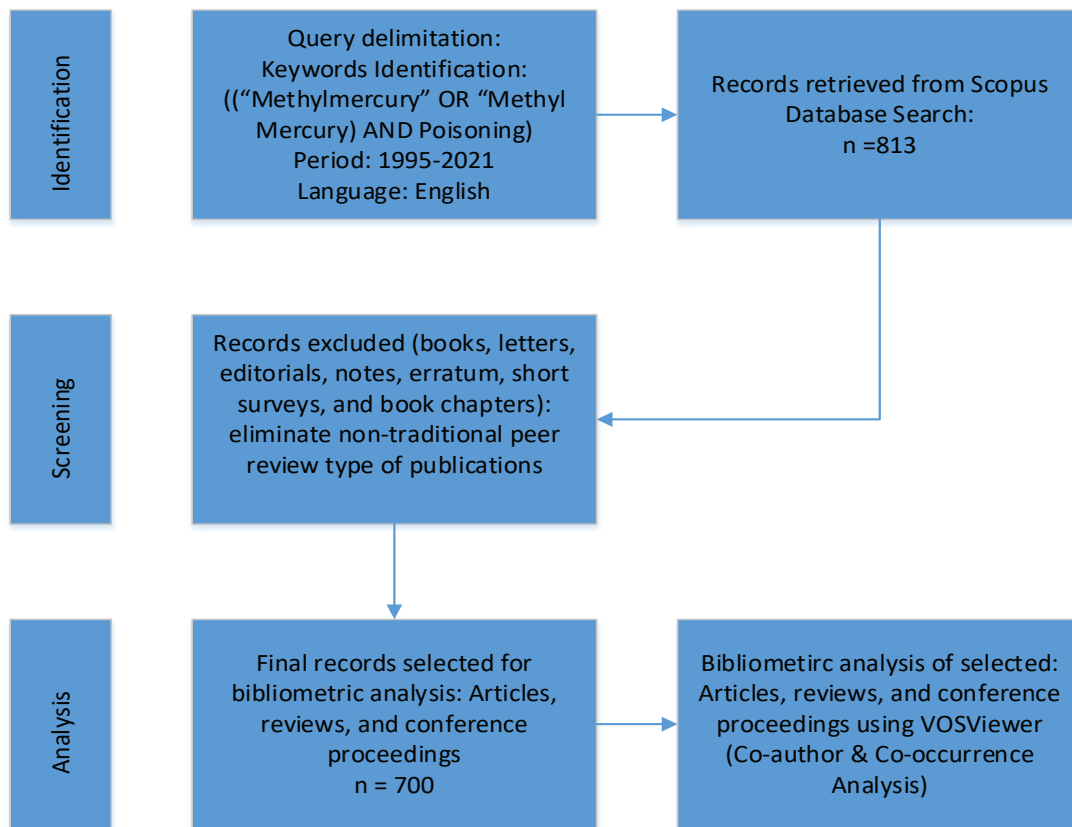 Identification
Query delimitation:
Keywords Identification:
((“Methylmercury” OR “Methyl
Mercury) AND Poisoning)
Period: 1995-2021
Language: English
Records retrieved from Scopus
Database Search:
n =813
Screening
Records excluded (books, letters,
editorials, notes, erratum, short
surveys, and book chapters):
eliminate non-traditional peer
review type of publications
Analysis
Final records selected for
bibliometric analysis: Articles,
reviews, and conference
proceedings
n = 700
Bibliometirc analysis of selected:
Articles, reviews, and conference
proceedings using VOSViewer
(Co-author & Co-occurrence
Analysis)